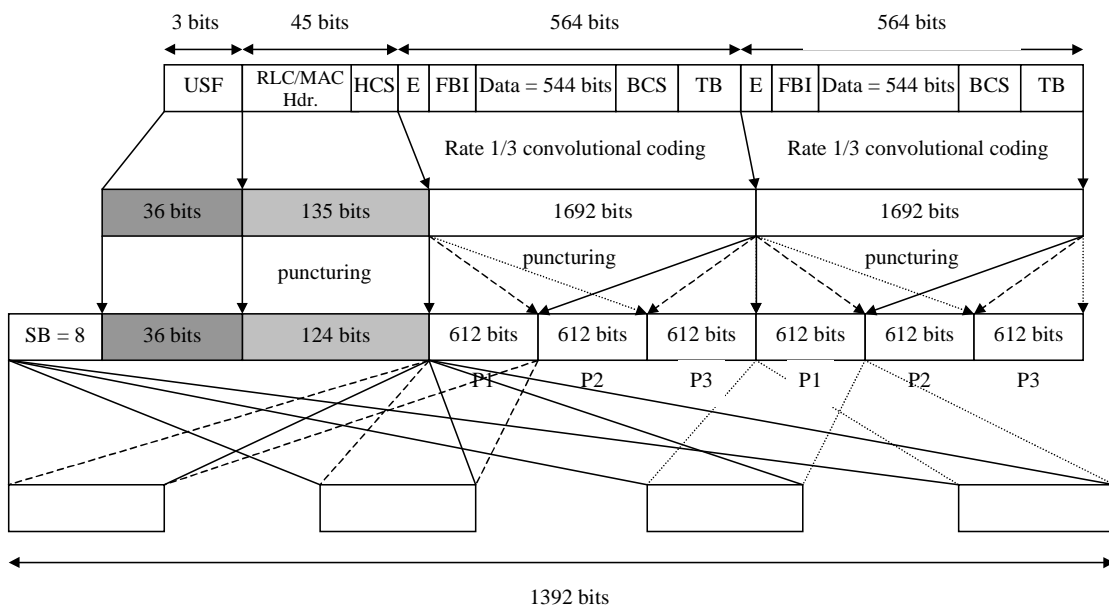 3 bits 45 bits 564 bits 564 bits
USF RLC/MAC Hdr. HCS E FBI Data = 544 bits BCS TB E FBI Data = 544 bits BCS TB
Rate 1/3 convolutional coding Rate 1/3 convolutional coding
36 bits 135 bits 1692 bits 1692 bits
puncturing puncturing puncturing
SB = 8 36 bits 124 bits 612 bits 612 bits 612 bits 612 bits 612 bits 612 bits
P1 P2 P3 P1 P2 P3
1392 bits